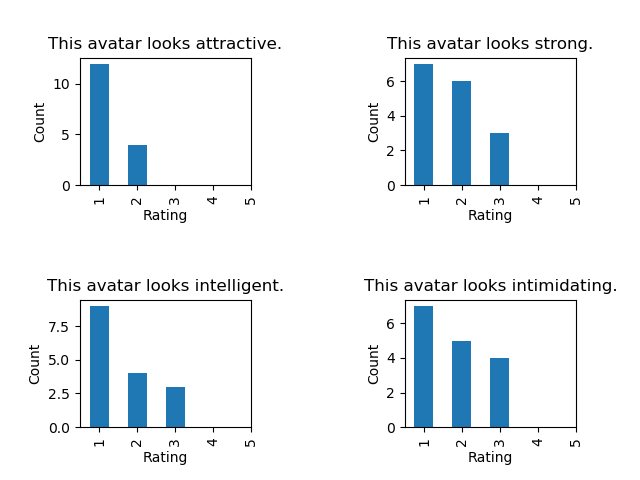 This avatar looks attractive.
Count
10
5
0
1 2 3 4 5
Rating
This avatar looks strong.
Count
6
4
2
0
1 2 3 4 5
Rating
This avatar looks intelligent.
Count
7.5
5.0
2.5
0.0
1 2 3 4 5
Rating
This avatar looks intimidating.
Count
6
4
2
0
1 2 3 4 5
Rating